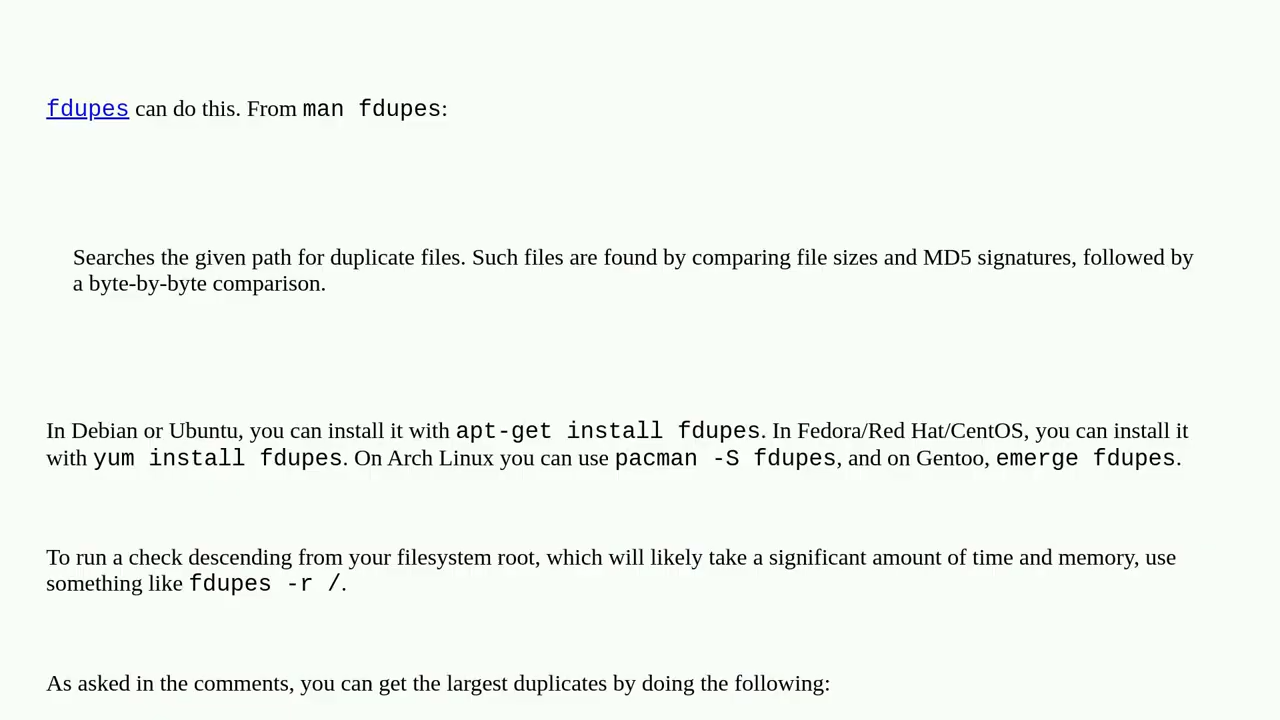 fdupes can do this. From man fdupes:
Searches the given path for duplicate files. Such files are found by comparing file sizes and MD5 signatures, followed by
a byte-by-byte comparison.
In Debian or Ubuntu, you can install it with apt-get install fdupes. In Fedora/Red Hat/CentOS, you can install it
with yum install fdupes. On Arch Linux you can use pacman -S fdupes, and on Gentoo, emerge fdupes.
To run a check descending from your filesystem root, which will likely take a significant amount of time and memory, use
something like fdupes -r /.
As asked in the comments, you can get the largest duplicates by doing the following: